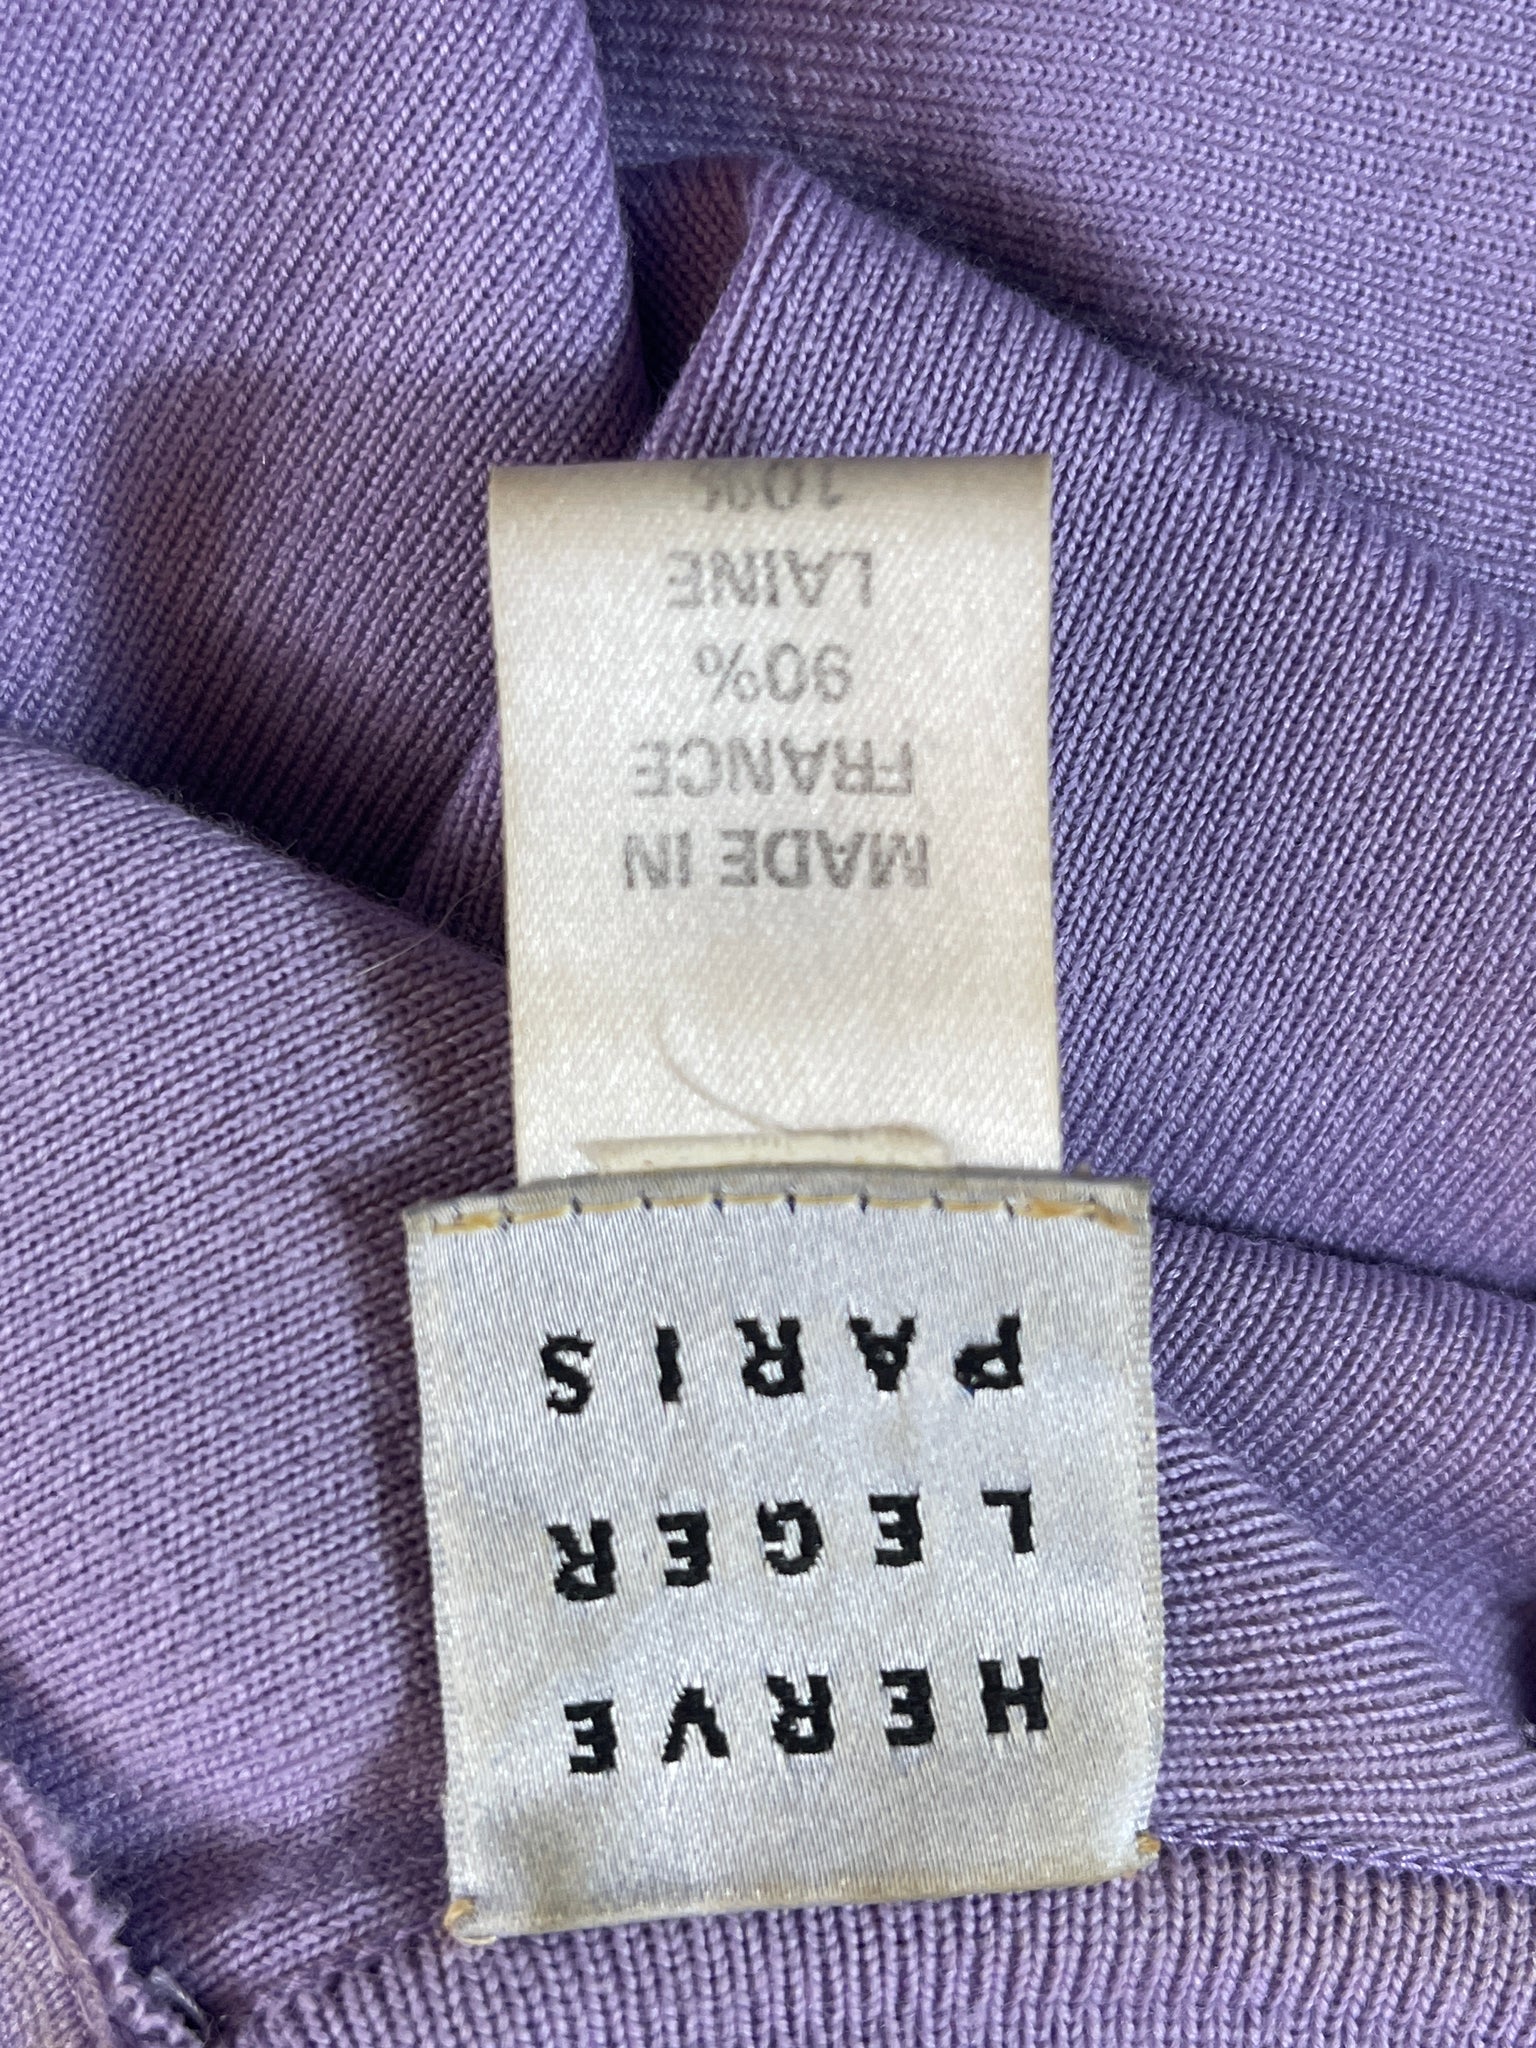 HERVE
LEGER
PARIS
MADE IN
FRANCE
90%
LAINE
10%